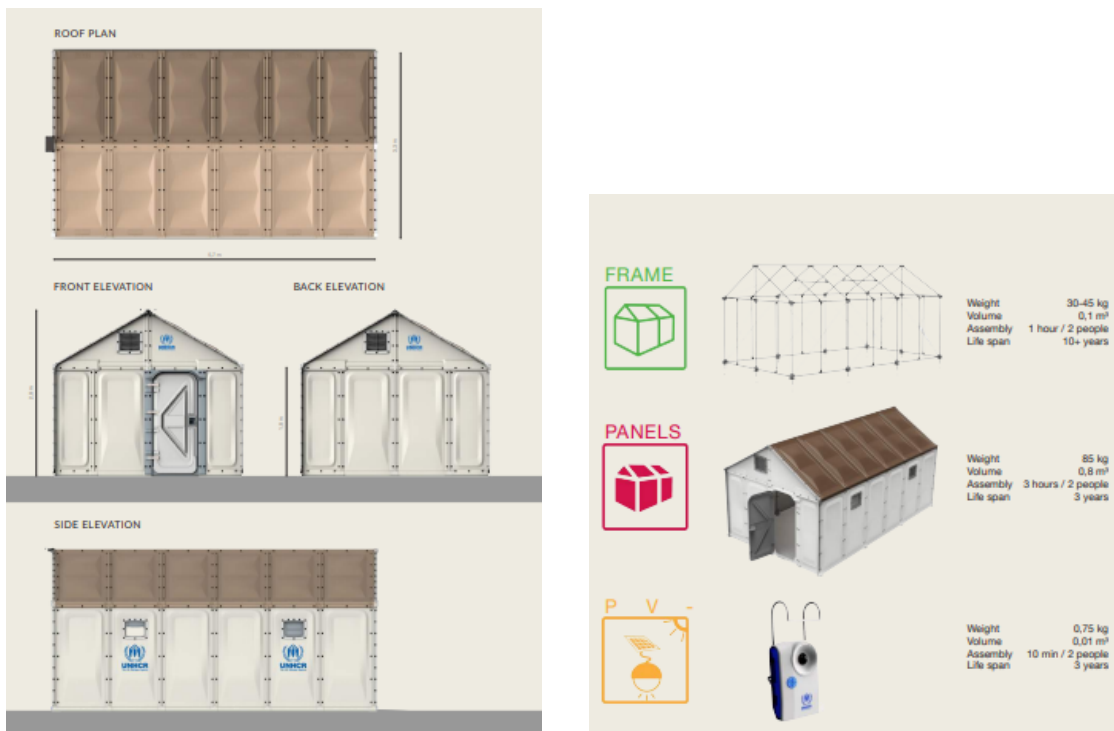 ROOF PLAN
FRONT ELEVATION
BACK ELEVATION
SIDE ELEVATION
UNHCR
UNHCR
FRAME
Weight 30-45 kg
Volume 0,1 m³
Assembly 1 hour / 2 people
Life span 10+ years
PANELS
Weight 85 kg
Volume 0,8 m³
Assembly 3 hours / 2 people
Life span 3 years
P V -
Weight 0,75 kg
Volume 0,01 m³
Assembly 10 min / 2 people
Life span 3 years